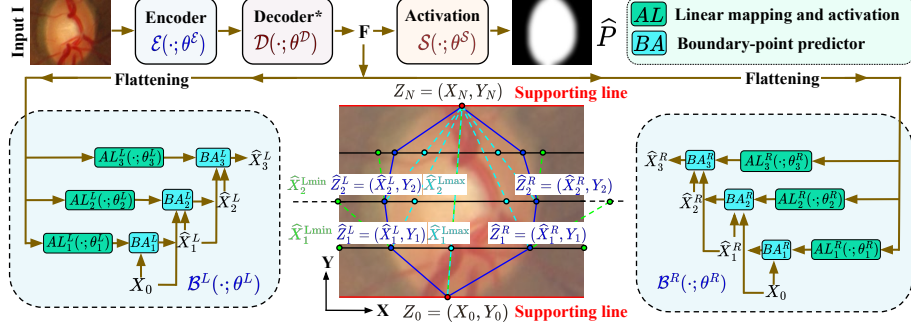 Input I
Encoder
ℰ(·;θ^ℰ)
Decoder*
𝒟(·;θ^𝒟)
F
Activation
𝒮(·;θ^𝒮)
P̂
AL Linear mapping and activation
BA Boundary-point predictor
Flattening
Flattening
Z_N = (X_N, Y_N) Supporting line
AL_3^L(·;θ_3^L) BA_3^L X̂_3^L
AL_2^L(·;θ_2^L) BA_2^L X̂_2^L
AL_1^L(·;θ_1^L) BA_1^L X̂_1^L
X_0
ℬ^L(·;θ^L)
X̂_2^Lmin Ẑ_2^L = (X̂_2^L, Y_2) X̂_2^Lmax Ẑ_2^R = (X̂_2^R, Y_2)
X̂_1^Lmin Ẑ_1^L = (X̂_1^L, Y_1) X̂_1^Lmax Ẑ_1^R = (X̂_1^R, Y_1)
Y
X
Z_0 = (X_0, Y_0) Supporting line
X̂_3^R BA_3^R AL_3^R(·;θ_3^R)
X̂_2^R BA_2^R AL_2^R(·;θ_2^R)
X̂_1^R BA_1^R AL_1^R(·;θ_1^R)
X_0
ℬ^R(·;θ^R)